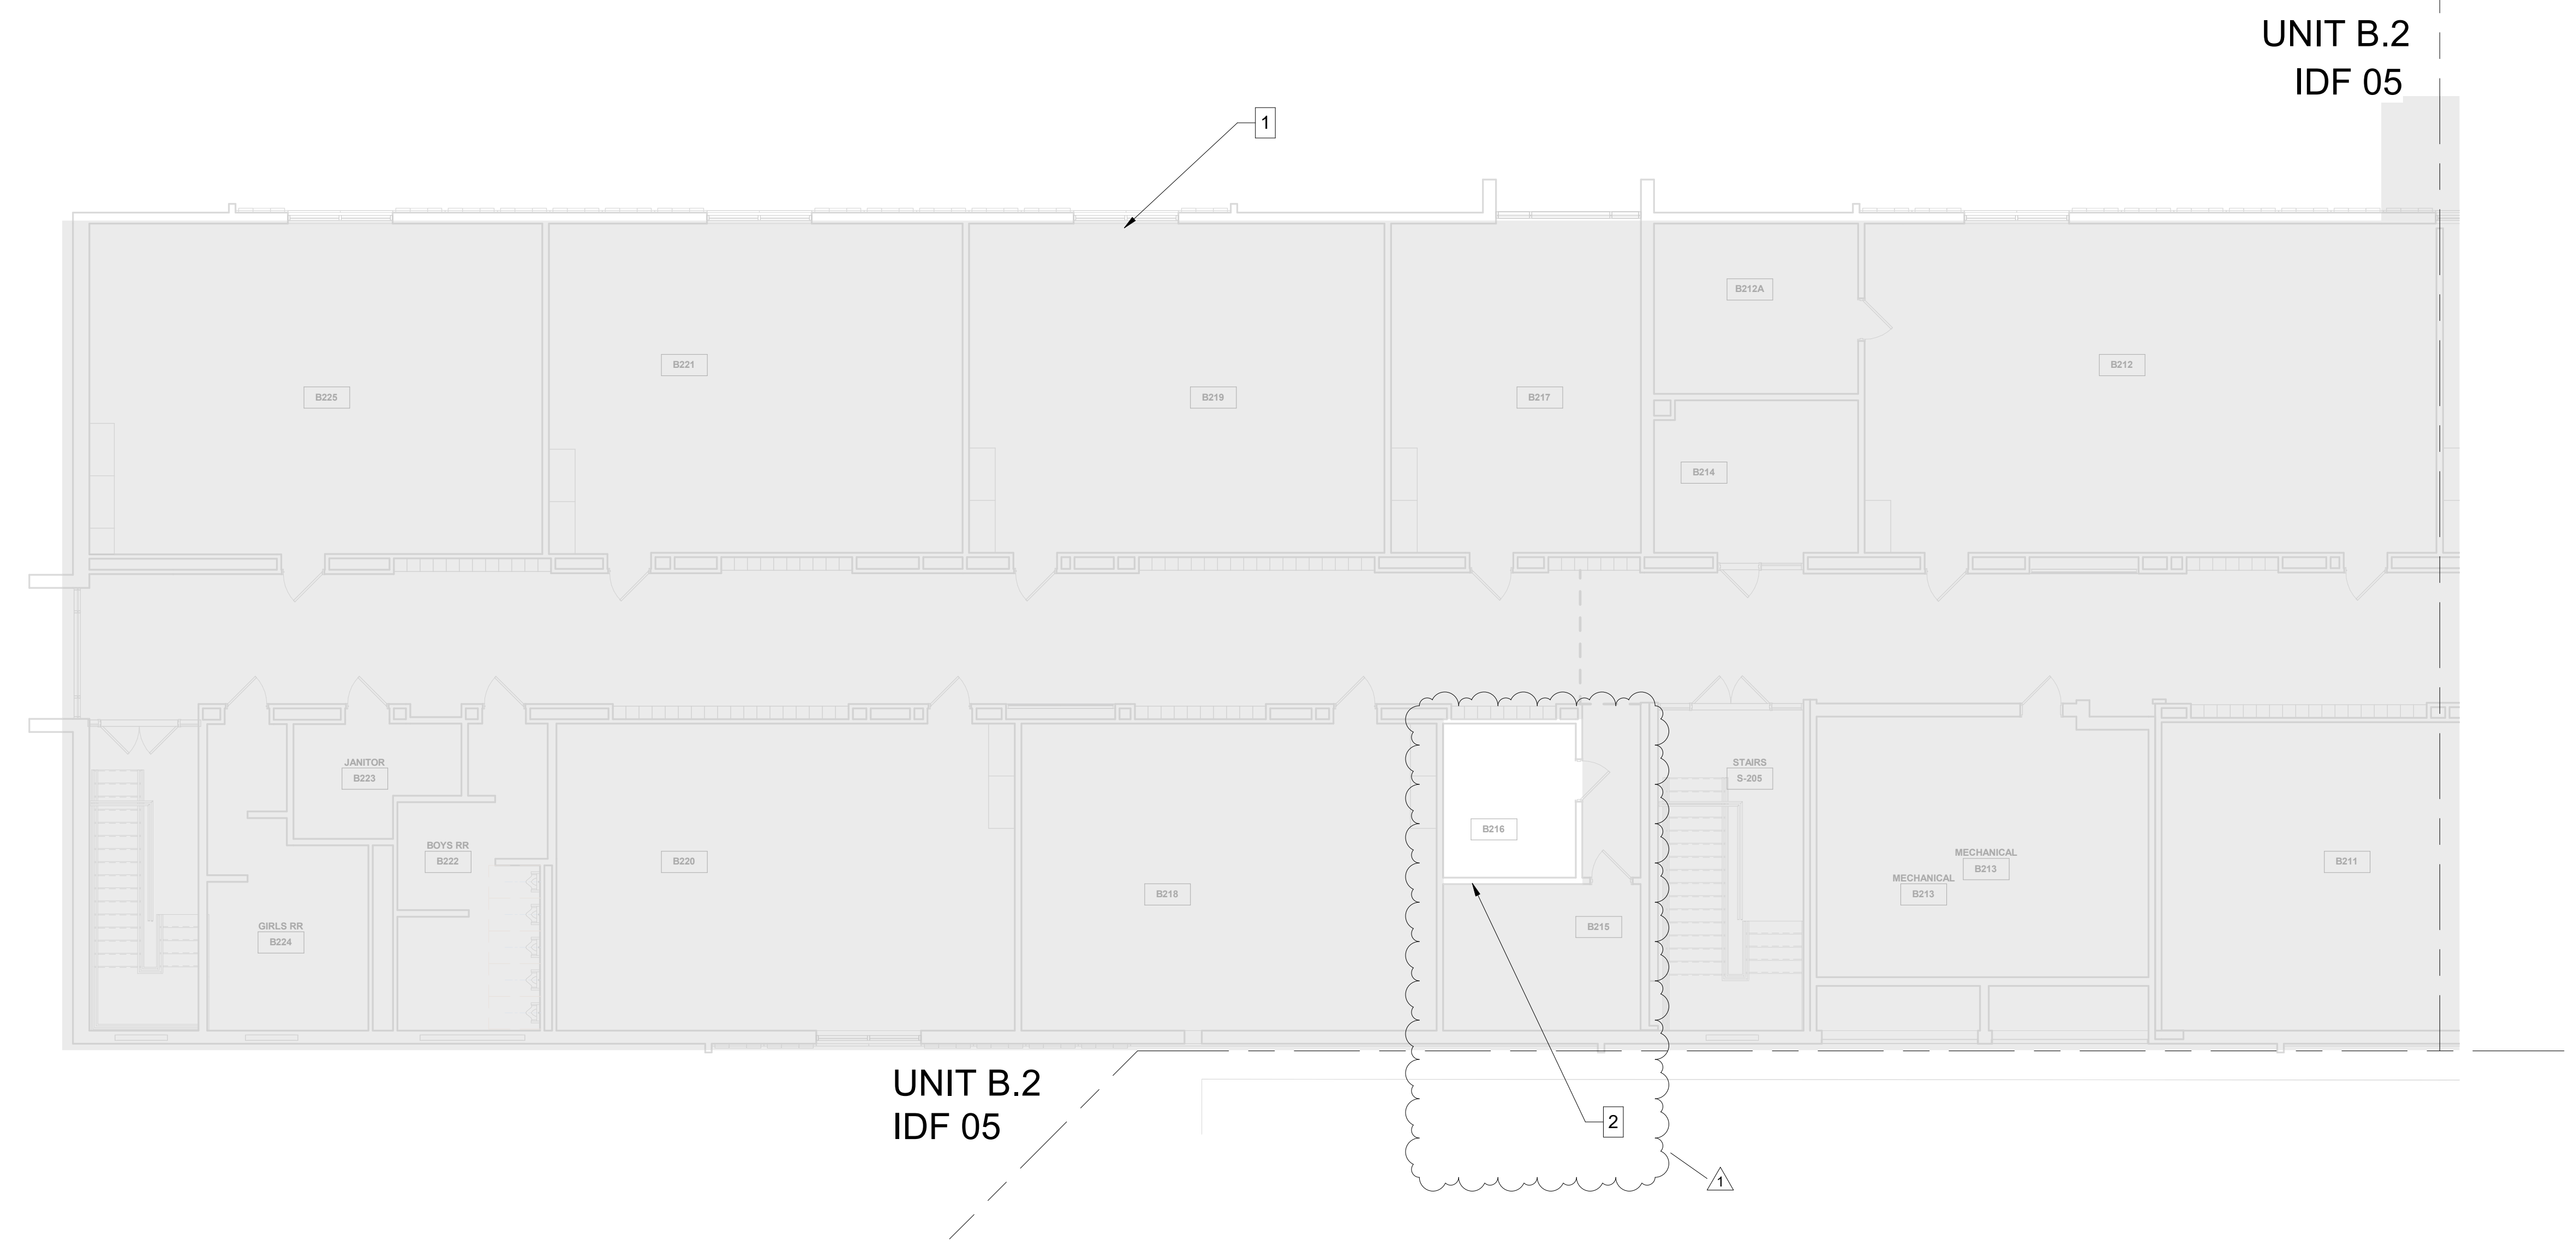 UNIT B.2
IDF 05
1
B212A
B221
B212
B225
B219
B217
B214
STAIRS
S-205
JANITOR
B223
B216
BOYS RR
B222
B220
B218
MECHANICAL
B213
MECHANICAL
B213
B211
GIRLS RR
B224
B215
UNIT B.2
IDF 05
2
1